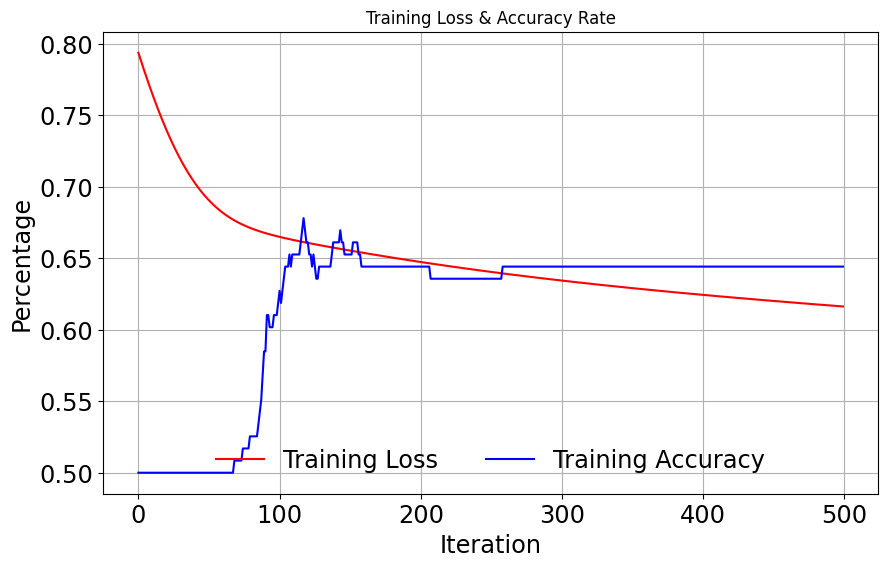 Training Loss & Accuracy Rate
0.80
0.75
0.70
0.65
0.60
0.55
0.50
Percentage
Training Loss
Training Accuracy
0 100 200 300 400 500
Iteration